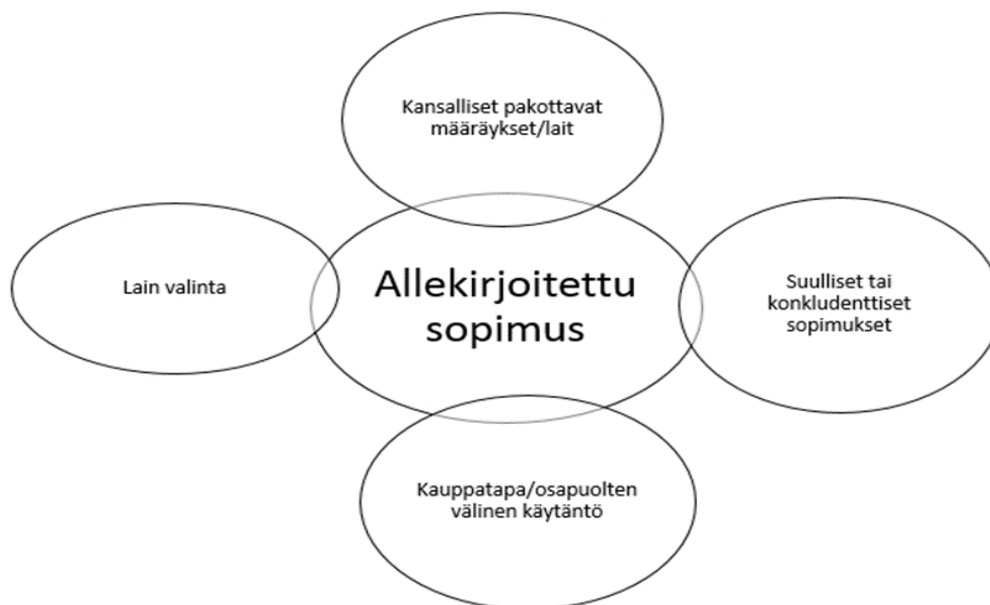 Kansalliset pakottavat
määräykset/lait
Lain valinta
Allekirjoitettu
sopimus
Suulliset tai
konkludenttiset
sopimukset
Kauppatapa/osapuolten
välinen käytäntö